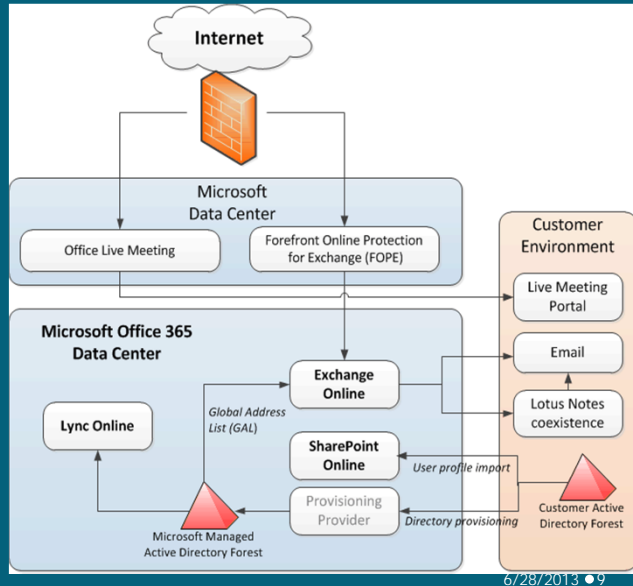 Internet
Microsoft
Data Center
Office Live Meeting
Forefront Online Protection
for Exchange (FOPE)
Customer
Environment
Live Meeting
Portal
Microsoft Office 365
Data Center
Email
Exchange
Online
Global Address
List (GAL)
Lotus Notes
coexistence
Lync Online
SharePoint
Online
User profile import
Provisioning
Provider
Directory provisioning
Customer Active
Directory Forest
Microsoft Managed
Active Directory Forest
6/28/2013 ●9